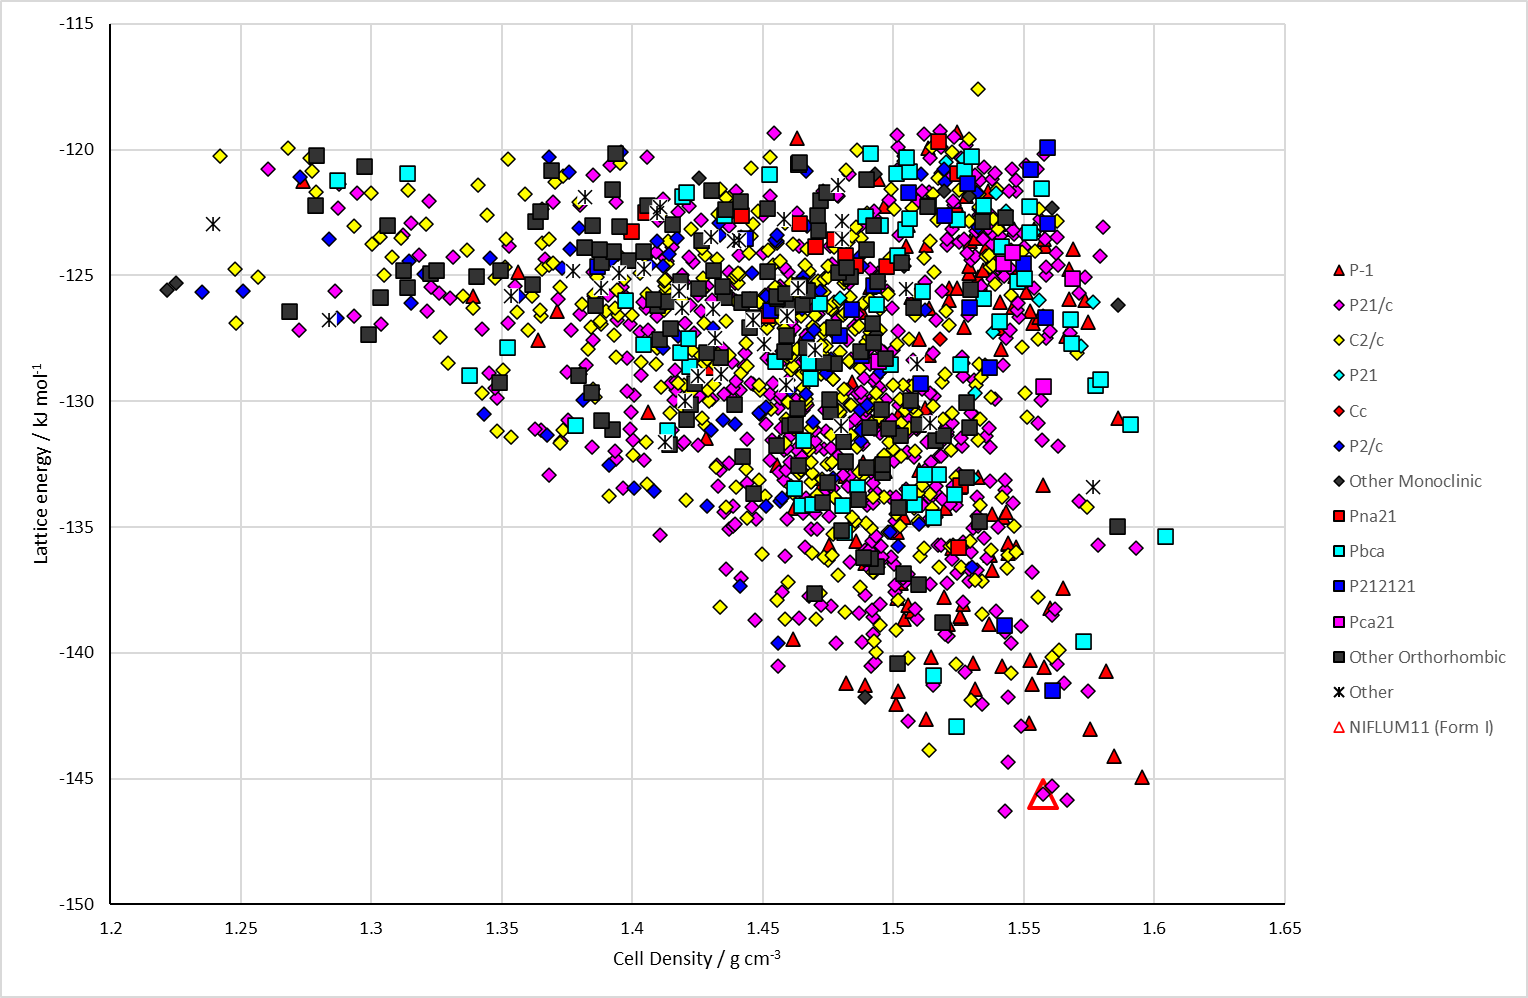 -115
-120
-125
-130
-135
-140
-145
-150
Lattice energy / kJ mol-1
1.2 1.25 1.3 1.35 1.4 1.45 1.5 1.55 1.6 1.65
Cell Density / g cm-3
P-1
P21/c
C2/c
P21
Cc
P2/c
Other Monoclinic
Pna21
Pbca
P212121
Pca21
Other Orthorhombic
Other
NIFLUM11 (Form I)